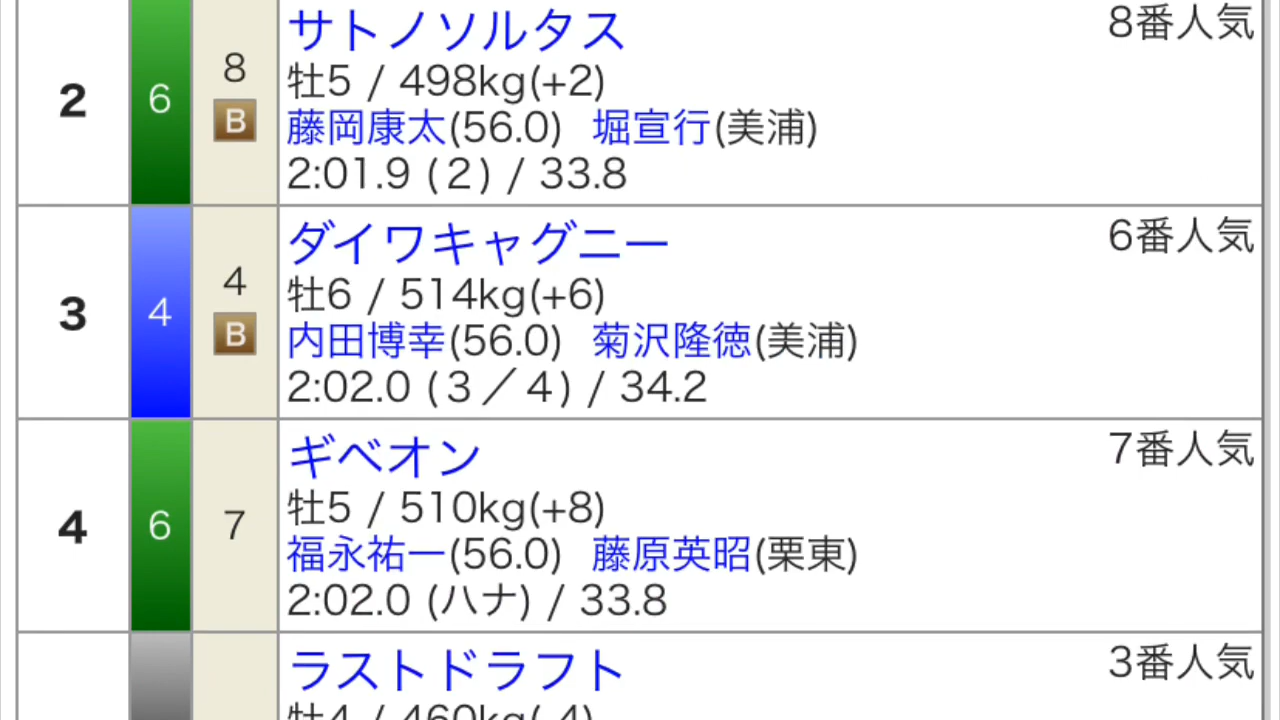 サトノソルタス 8番人気
2 6 8 牡5 / 498kg(+2)
B 藤岡康太(56.0) 堀宣行(美浦)
2:01.9 (2) / 33.8
ダイワキャグニー 6番人気
3 4 4 牡6 / 514kg(+6)
B 内田博幸(56.0) 菊沢隆徳(美浦)
2:02.0 (3／4) / 34.2
ギベオン 7番人気
4 6 7 牡5 / 510kg(+8)
福永祐一(56.0) 藤原英昭(栗東)
2:02.0 (ハナ) / 33.8
ラストドラフト 3番人気
牡4 / 460kg(-4)